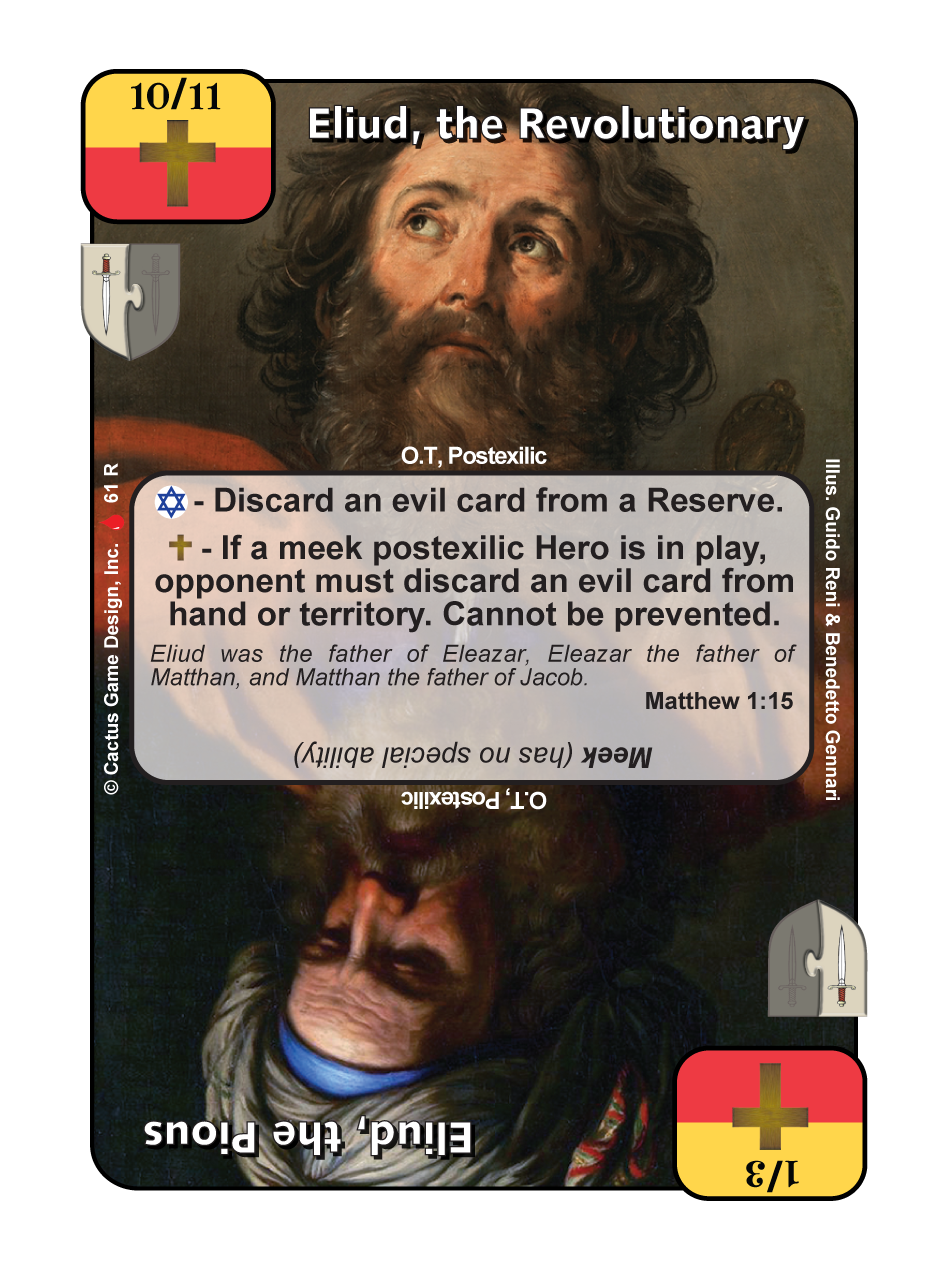 10/11
Eliud, the Revolutionary
O.T, Postexilic
- Discard an evil card from a Reserve.
- If a meek postexilic Hero is in play,
opponent must discard an evil card from
hand or territory. Cannot be prevented.
Eliud was the father of Eleazar, Eleazar the father of
Matthan, and Matthan the father of Jacob.
Matthew 1:15
Meek (has no special ability)
O.T, Postexilic
Eliud, the Pious
1/3
© Cactus Game Design, Inc. 61 R
Illus. Guido Reni & Benedetto Gennari